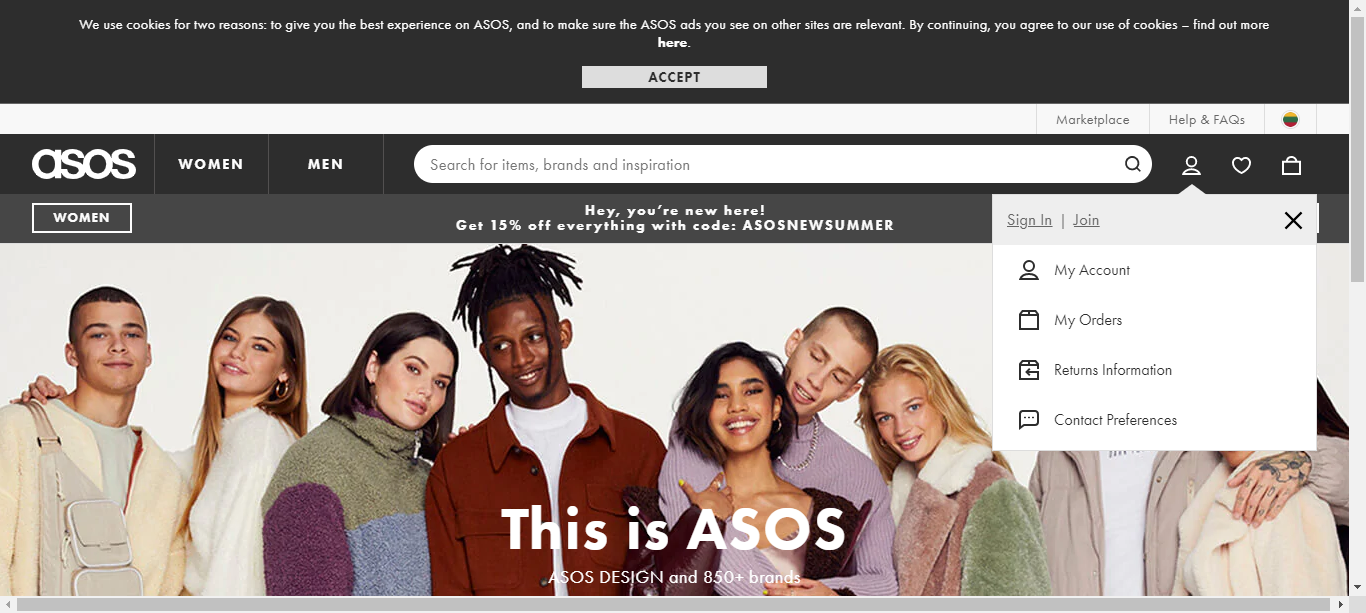 We use cookies for two reasons: to give you the best experience on ASOS, and to make sure the ASOS ads you see on other sites are relevant. By continuing, you agree to our use of cookies – find out more
here.
ACCEPT
Marketplace
Help & FAQs
asos
WOMEN
MEN
Search for items, brands and inspiration
WOMEN
Hey, you’re new here!
Get 15% off everything with code: ASOSNEWSUMMER
Sign In | Join
My Account
My Orders
Returns Information
Contact Preferences
This is ASOS
ASOS DESIGN and 850+ brands